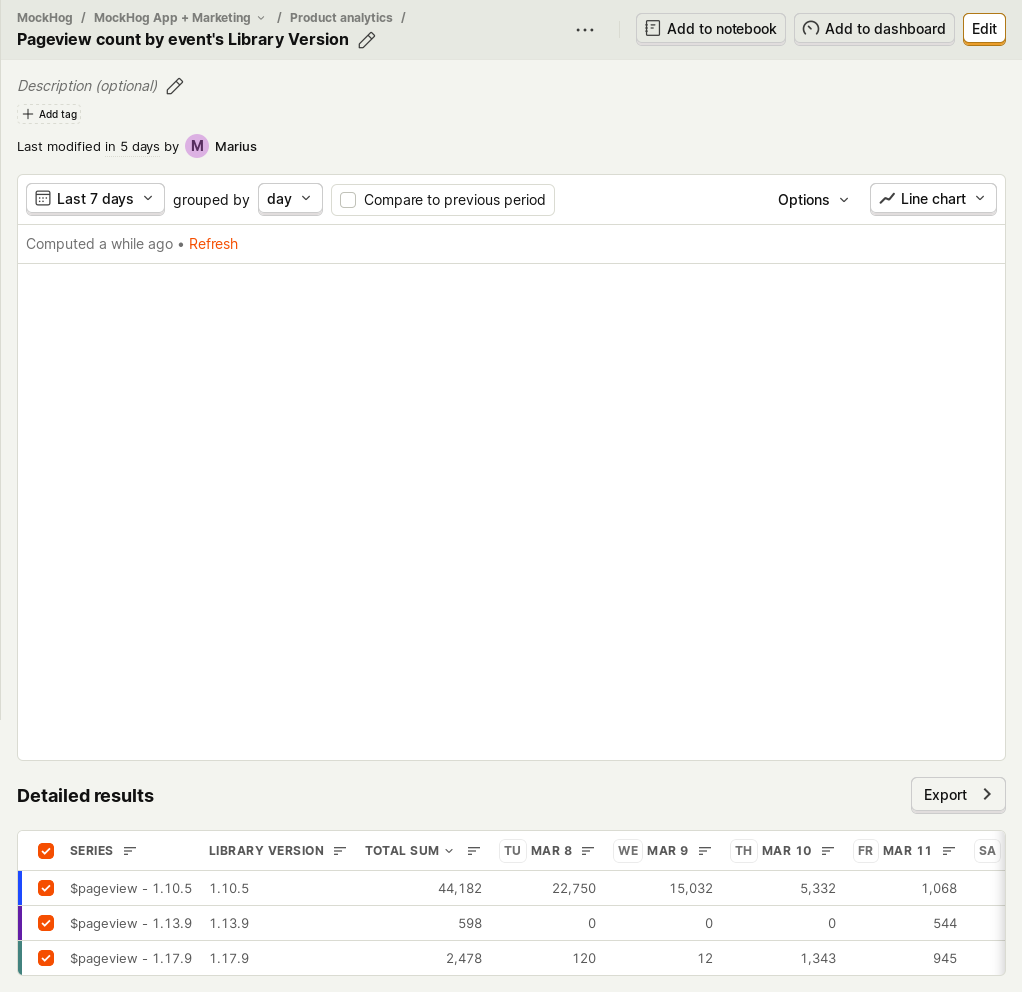 MockHog / MockHog App + Marketing / Product analytics /
Pageview count by event's Library Version
Add to notebook
Add to dashboard
Edit
Description (optional)
Add tag
Last modified in 5 days by M Marius
Last 7 days grouped by day Compare to previous period Options Line chart
Computed a while ago • Refresh
Detailed results
Export
SERIES LIBRARY VERSION TOTAL SUM TU MAR 8 WE MAR 9 TH MAR 10 FR MAR 11 SA
$pageview - 1.10.5 1.10.5 44,182 22,750 15,032 5,332 1,068
$pageview - 1.13.9 1.13.9 598 0 0 0 544
$pageview - 1.17.9 1.17.9 2,478 120 12 1,343 945